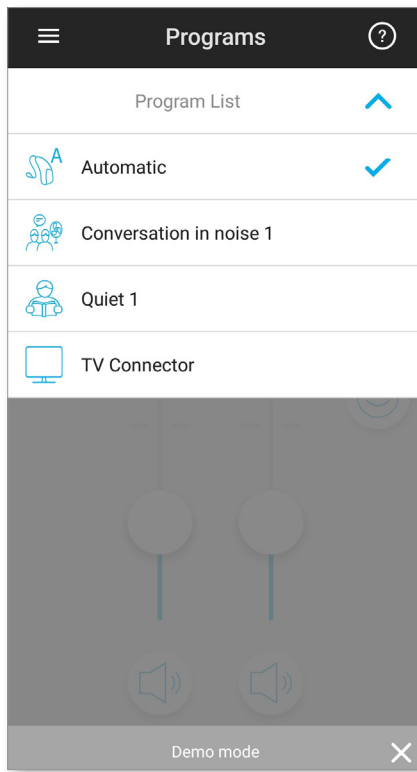 Programs
?
Program List
A
Automatic
Conversation in noise 1
Quiet 1
TV Connector
Demo mode